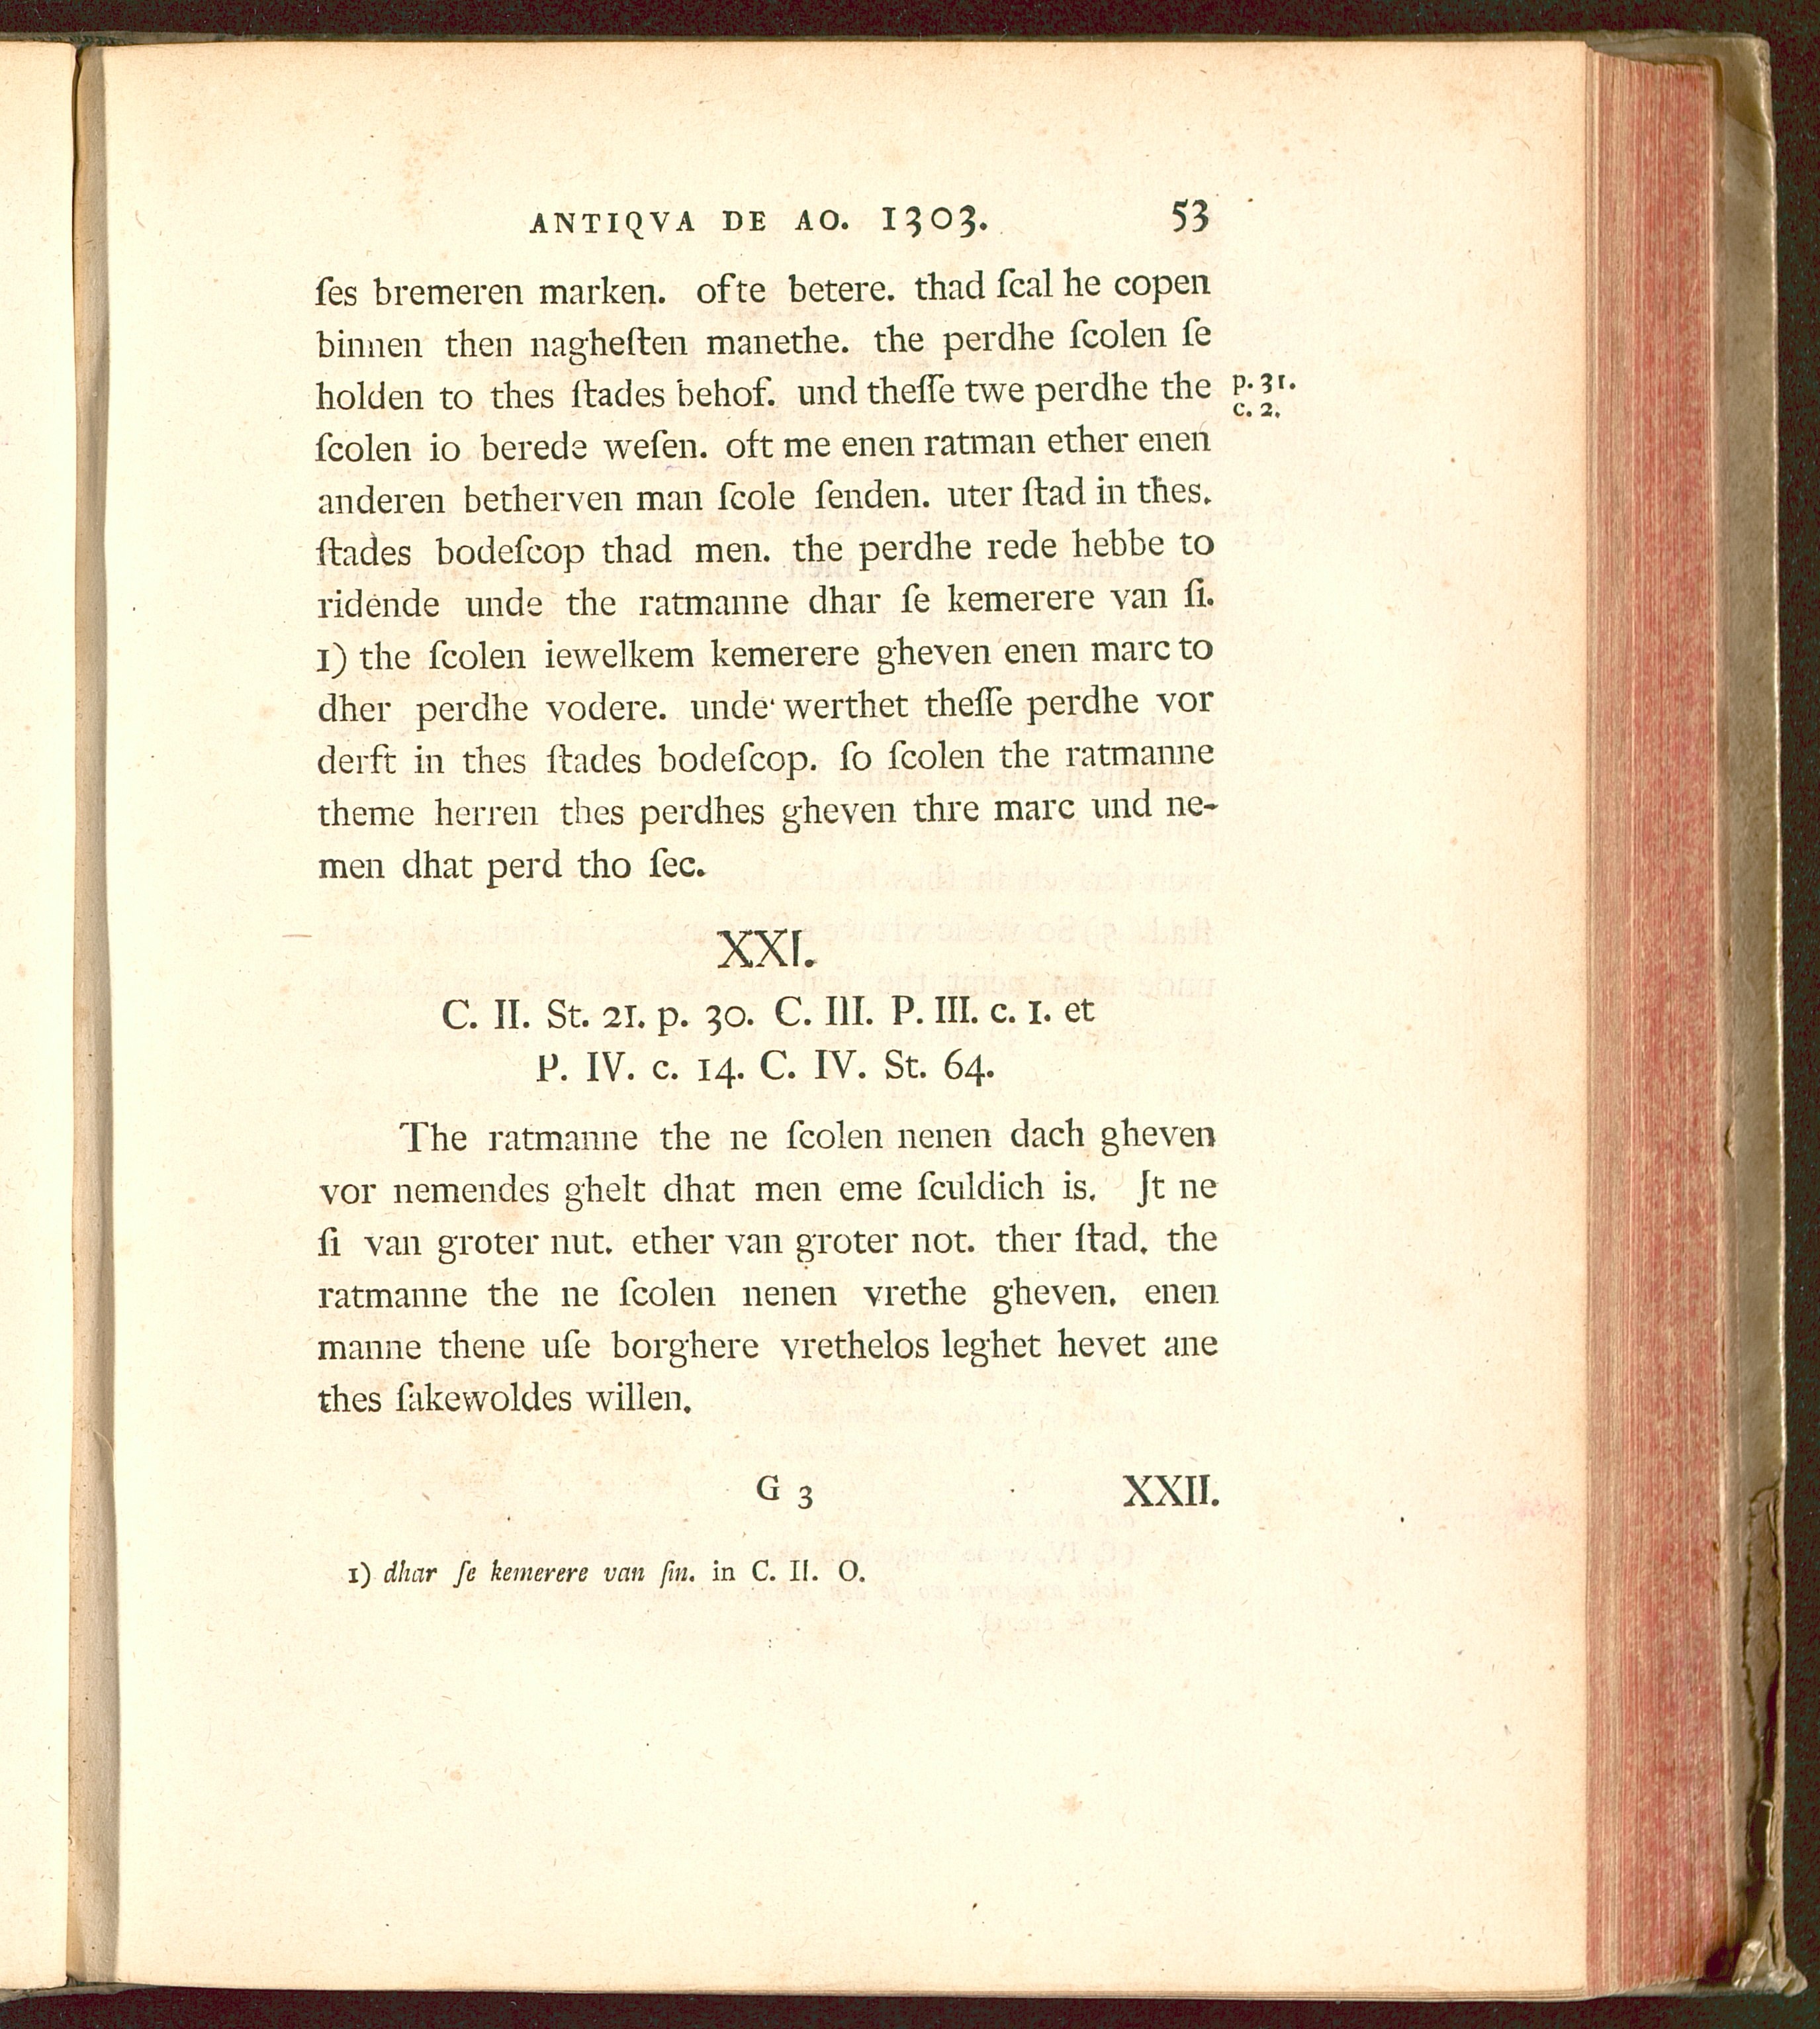 ANTIQVA DE AO. 1303. 53
ſes bremeren marken. ofte betere. thad ſcal he copen
binnen then nagheſten manethe. the perdhe ſcolen ſe
holden to thes ſtades behof. und theſſe twe perdhe the
p. 31.
c. 2.
ſcolen io berede weſen. oft me enen ratman ether enen
anderen betherven man ſcole ſenden. uter ſtad in thes.
ſtades bodeſcop thad men. the perdhe rede hebbe to
ridende unde the ratmanne dhar ſe kemerere van ſi.
1) the ſcolen iewelkem kemerere gheven enen marc to
dher perdhe vodere. unde werthet theſſe perdhe vor
derft in thes ſtades bodeſcop. ſo ſcolen the ratmanne
theme herren thes perdhes gheven thre marc und ne-
men dhat perd tho ſec.
XXI.
C. II. St. 21. p. 30. C. III. P. III. c. 1. et
P. IV. c. 14. C. IV. St. 64.
The ratmanne the ne ſcolen nenen dach gheven
vor nemendes ghelt dhat men eme ſculdich is. Jt ne
ſi van groter nut. ether van groter not. ther ſtad. the
ratmanne the ne ſcolen nenen vrethe gheven. enen
manne thene uſe borghere vrethelos leghet hevet ane
thes ſakewoldes willen.
G 3 XXII.
1) dhar ſe kemerere van ſin. in C. II. O.